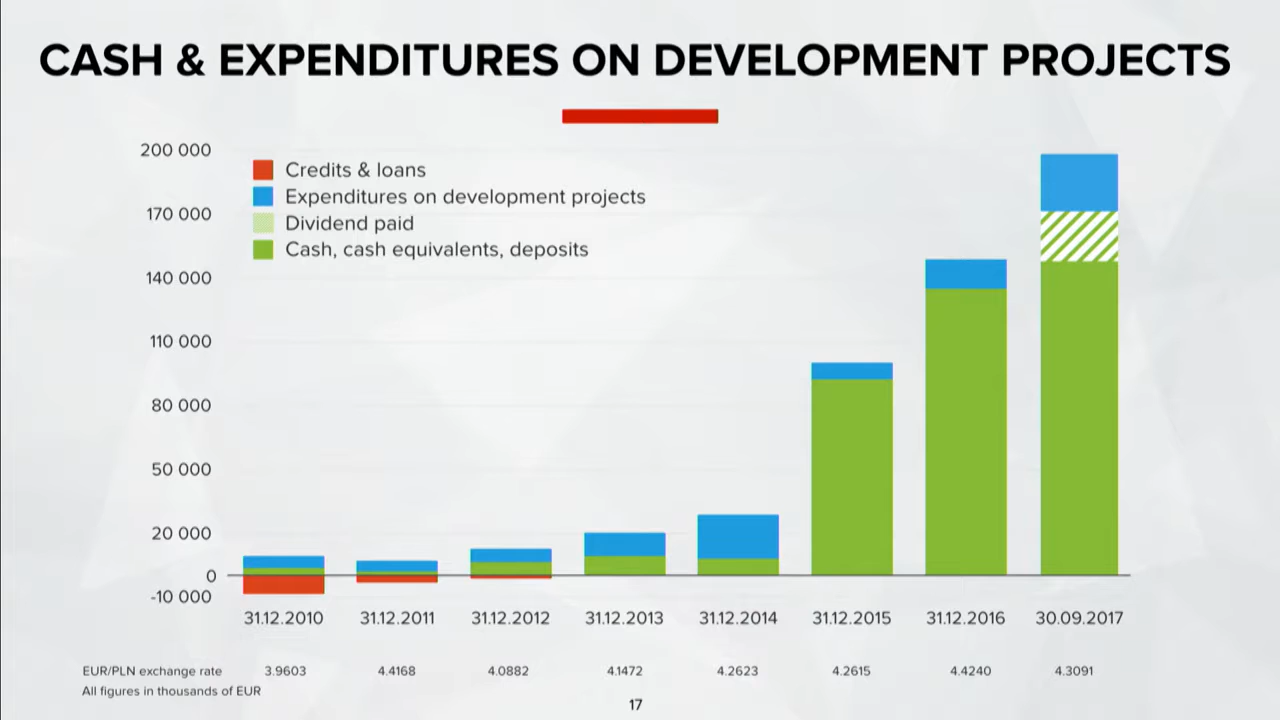 CASH & EXPENDITURES ON DEVELOPMENT PROJECTS
200 000
170 000
140 000
110 000
80 000
50 000
20 000
0
-10 000
Credits & loans
Expenditures on development projects
Dividend paid
Cash, cash equivalents, deposits
31.12.2010 31.12.2011 31.12.2012 31.12.2013 31.12.2014 31.12.2015 31.12.2016 30.09.2017
EUR/PLN exchange rate 3.9603 4.4168 4.0882 4.1472 4.2623 4.2615 4.4240 4.3091
All figures in thousands of EUR
17